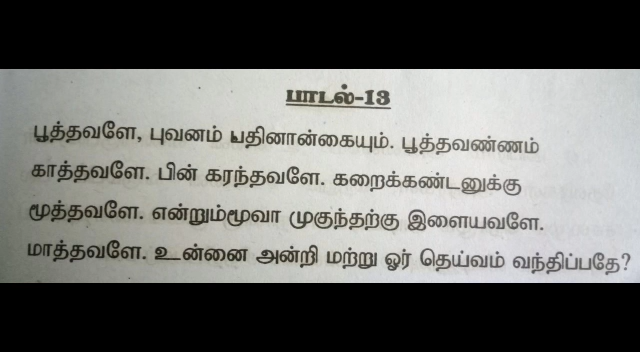 பாடல்-13
பூத்தவளே, புவனம் பதினான்கையும். பூத்தவண்ணம்
காத்தவளே. பின் கரந்தவளே. கறைக்கண்டனுக்கு
மூத்தவளே. என்றும்மூவா முகுந்தற்கு இளையவளே.
மாத்தவளே. உன்னை அன்றி மற்று ஓர் தெய்வம் வந்திப்பதே?